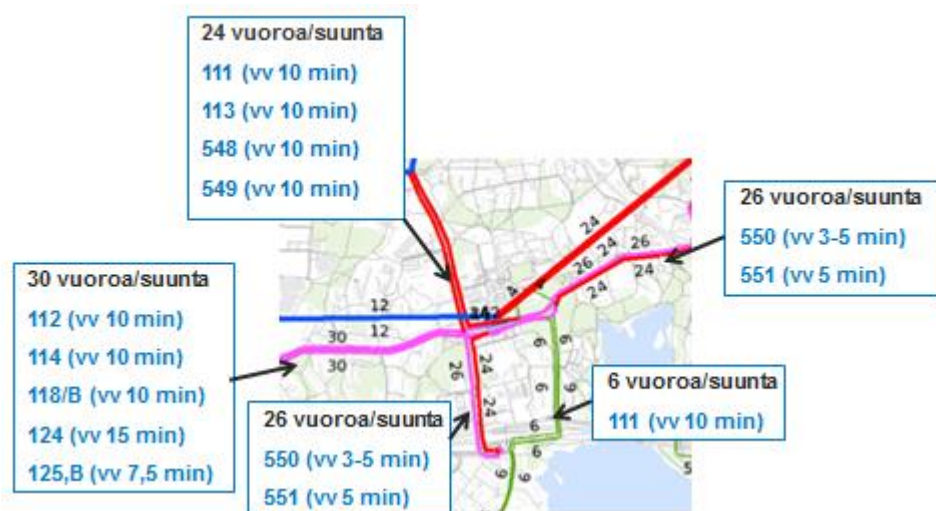 24 vuoroa/suunta
111 (vv 10 min)
113 (vv 10 min)
548 (vv 10 min)
549 (vv 10 min)
26 vuoroa/suunta
550 (vv 3-5 min)
551 (vv 5 min)
30 vuoroa/suunta
112 (vv 10 min)
114 (vv 10 min)
118/B (vv 10 min)
124 (vv 15 min)
125,B (vv 7,5 min)
26 vuoroa/suunta
550 (vv 3-5 min)
551 (vv 5 min)
6 vuoroa/suunta
111 (vv 10 min)
24
4
26
24
26
24
24
12
12
30
30
26
24
24
6
6
6
9
6
6
9
9